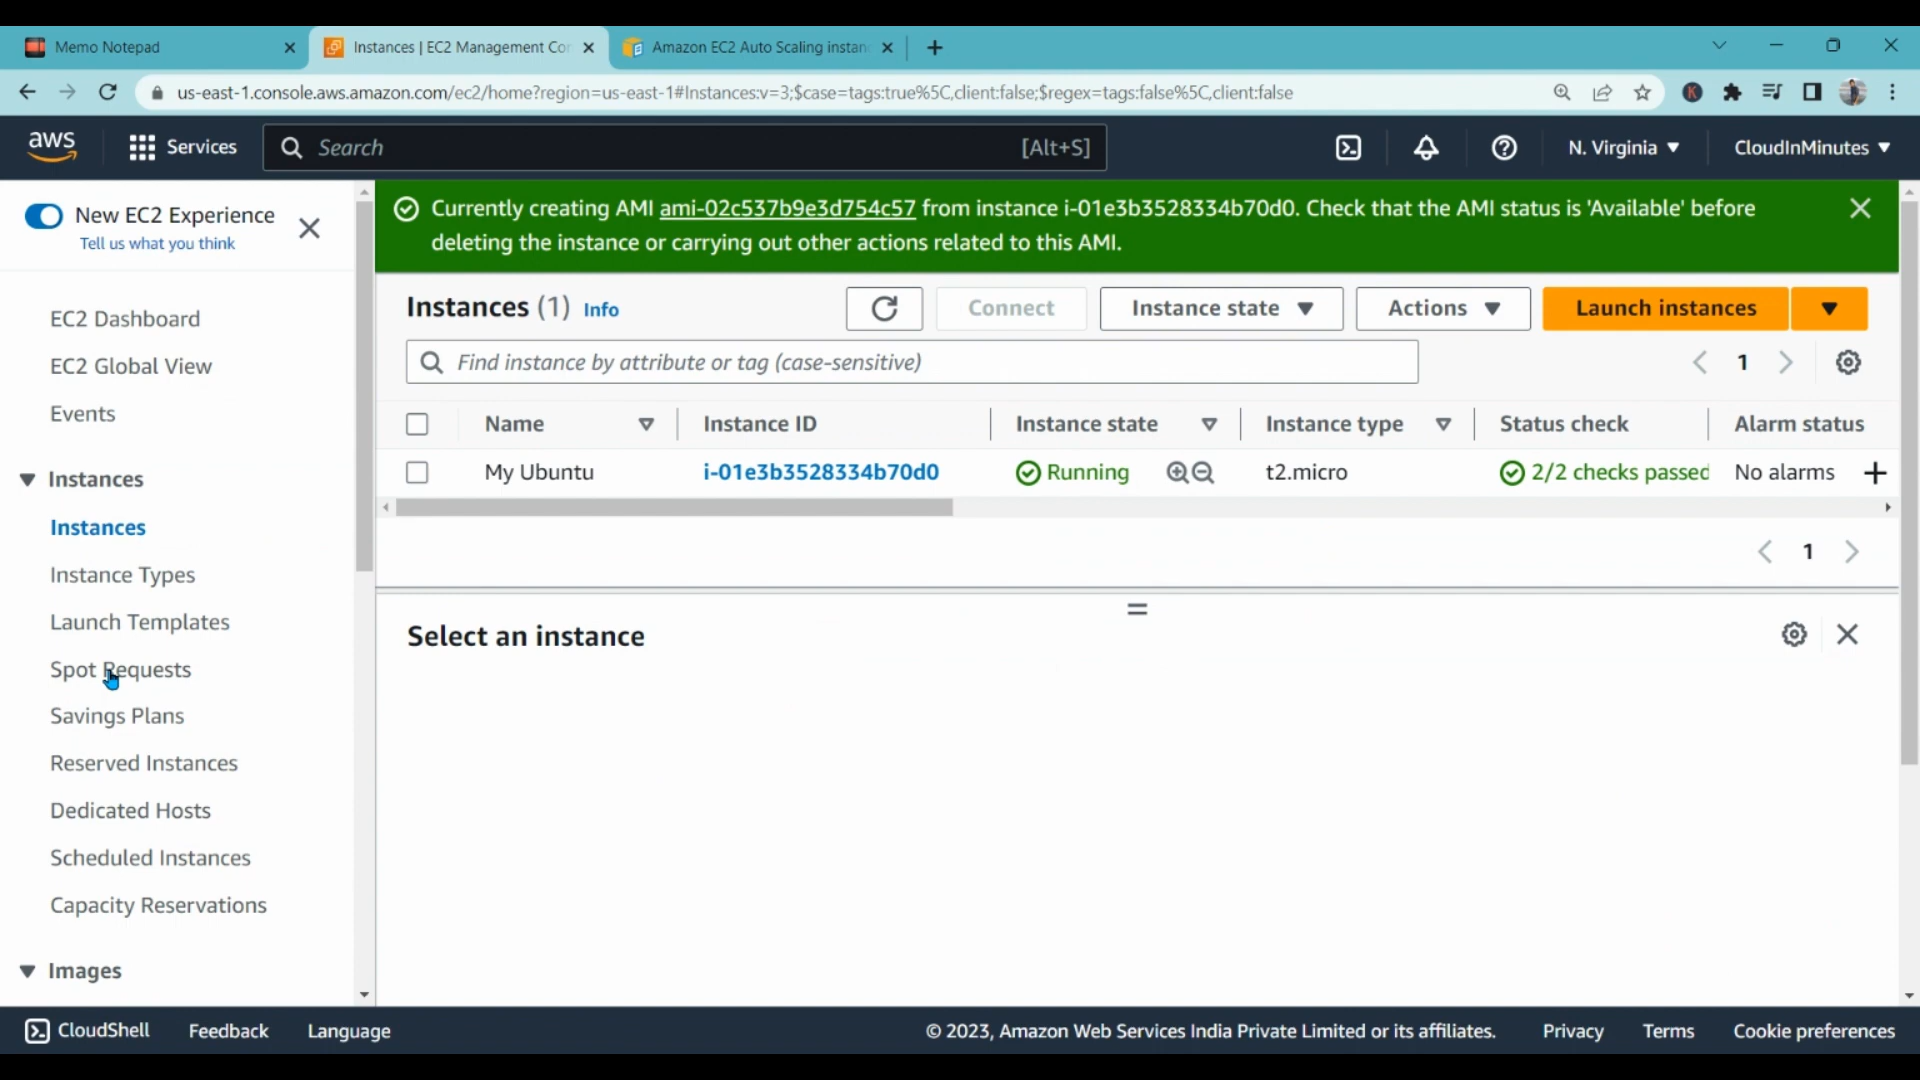 Memo Notepad
Instances | EC2 Management Cor
Amazon EC2 Auto Scaling instanc
us-east-1.console.aws.amazon.com/ec2/home?region=us-east-1#Instances:v=3;$case=tags:true%5C,client:false;$regex=tags:false%5C,client:false
K
aws
Services
Search
[Alt+S]
N. Virginia
CloudInMinutes
New EC2 Experience
Tell us what you think
EC2 Dashboard
EC2 Global View
Events
Instances
Instances
Instance Types
Launch Templates
Spot Requests
Savings Plans
Reserved Instances
Dedicated Hosts
Scheduled Instances
Capacity Reservations
Images
Currently creating AMI ami-02c537b9e3d754c57 from instance i-01e3b3528334b70d0. Check that the AMI status is 'Available' before
deleting the instance or carrying out other actions related to this AMI.
Instances (1) Info
Connect
Instance state
Actions
Launch instances
Find instance by attribute or tag (case-sensitive)
1
Name
Instance ID
Instance state
Instance type
Status check
Alarm status
My Ubuntu
i-01e3b3528334b70d0
Running
t2.micro
2/2 checks passed
No alarms
1
Select an instance
CloudShell
Feedback
Language
© 2023, Amazon Web Services India Private Limited or its affiliates.
Privacy
Terms
Cookie preferences